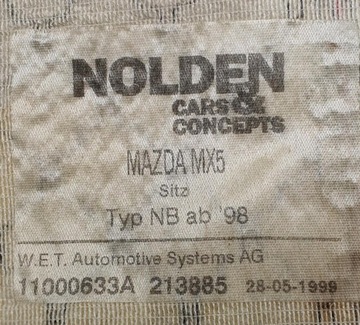 NOLDEN
CARS &
CONCEPTS
MAZDA MX5
Sitz
Typ NB ab '98
W.E.T. Automotive Systems AG
11000633A 213885 28-05-1999